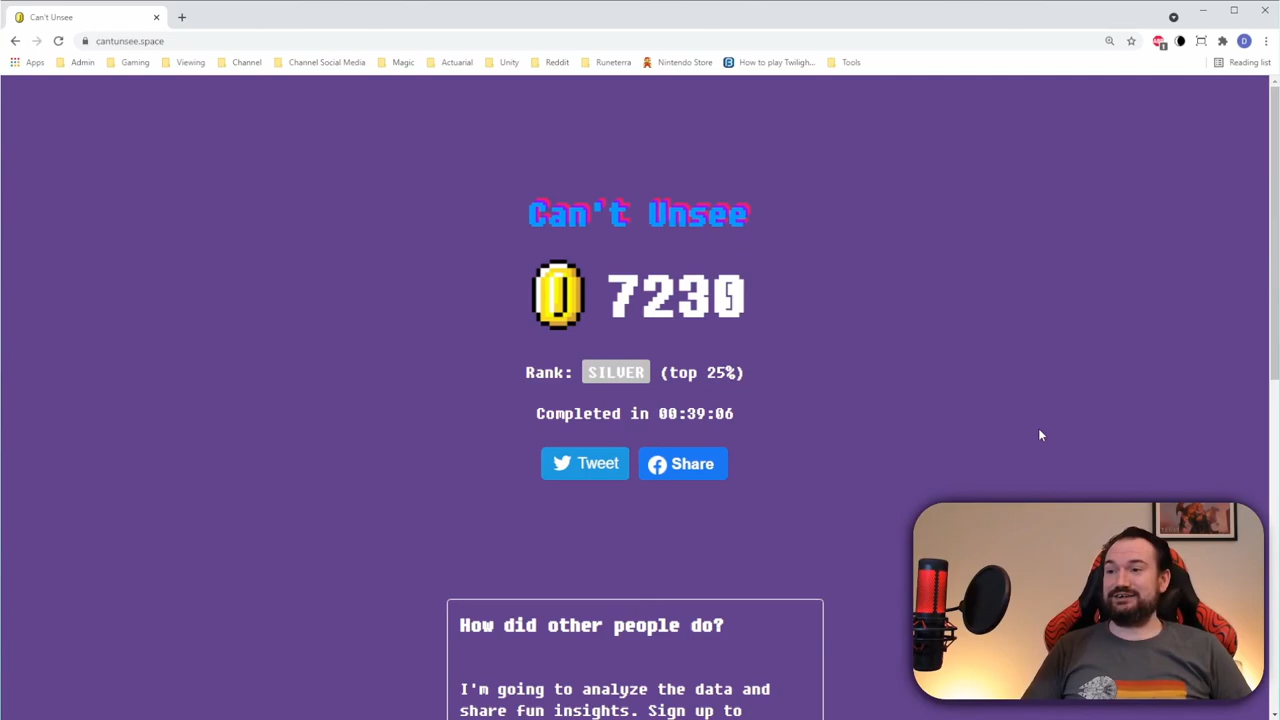 Can't Unsee
cantunsee.space
Apps Admin Gaming Viewing Channel Channel Social Media Magic Actuarial Unity Reddit Runeterra Nintendo Store How to play Twiligh... Tools Reading list
Can't Unsee
7230
Rank: SILVER (top 25%)
Completed in 00:39:06
Tweet Share
How did other people do?
I'm going to analyze the data and
share fun insights. Sign up to